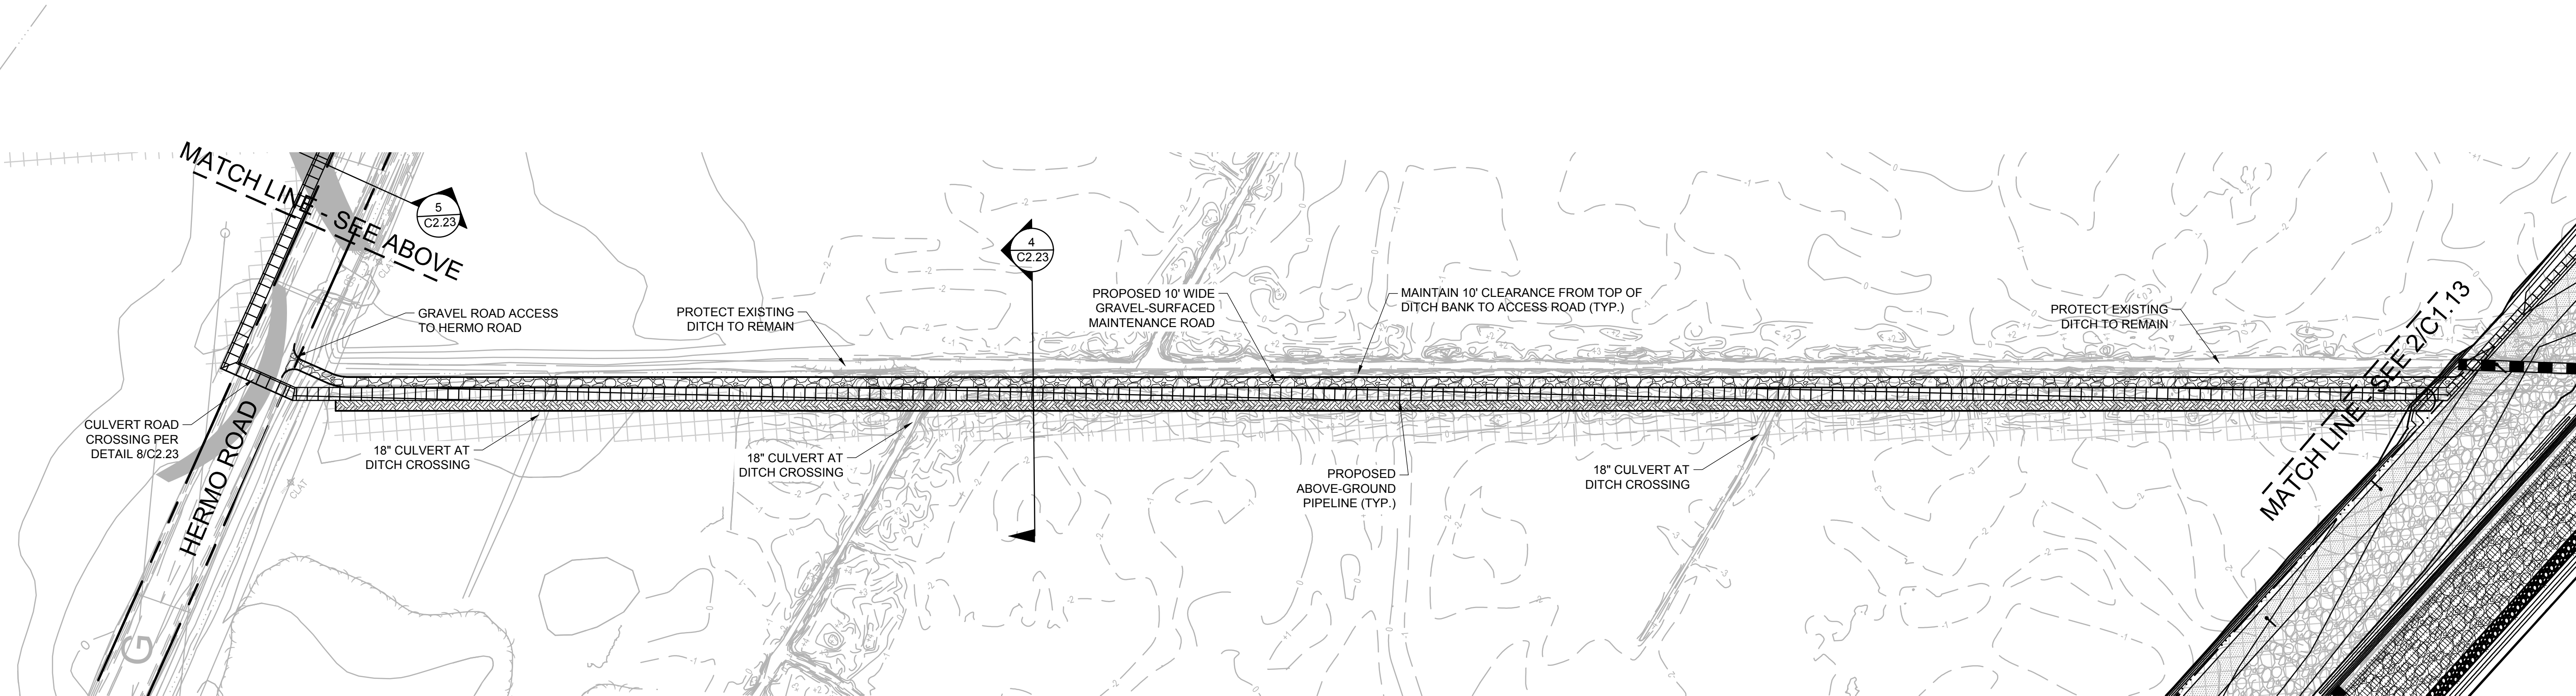 MATCH LINE - SEE ABOVE
5
C2.23
4
C2.23
GRAVEL ROAD ACCESS
TO HERMO ROAD
PROTECT EXISTING
DITCH TO REMAIN
PROPOSED 10' WIDE
GRAVEL-SURFACED
MAINTENANCE ROAD
MAINTAIN 10' CLEARANCE FROM TOP OF
DITCH BANK TO ACCESS ROAD (TYP.)
PROTECT EXISTING
DITCH TO REMAIN
MATCH LINE - SEE 2/C1.13
CULVERT ROAD
CROSSING PER
DETAIL 8/C2.23
HERMO ROAD
18" CULVERT AT
DITCH CROSSING
18" CULVERT AT
DITCH CROSSING
PROPOSED
ABOVE-GROUND
PIPELINE (TYP.)
18" CULVERT AT
DITCH CROSSING
CLAT
CLAT
G